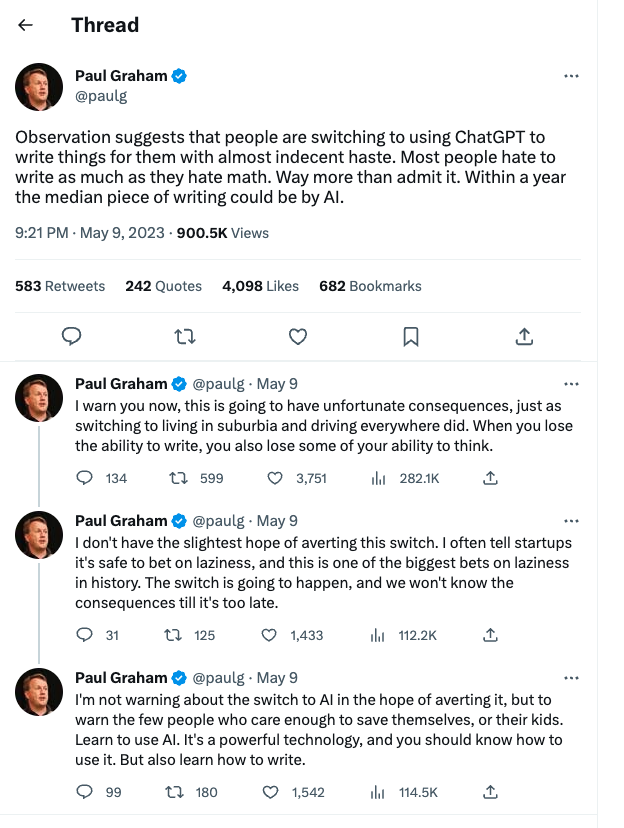 Thread
Paul Graham
@paulg
Observation suggests that people are switching to using ChatGPT to
write things for them with almost indecent haste. Most people hate to
write as much as they hate math. Way more than admit it. Within a year
the median piece of writing could be by AI.
9:21 PM · May 9, 2023 · 900.5K Views
583 Retweets 242 Quotes 4,098 Likes 682 Bookmarks
Paul Graham @paulg · May 9
I warn you now, this is going to have unfortunate consequences, just as
switching to living in suburbia and driving everywhere did. When you lose
the ability to write, you also lose some of your ability to think.
134 599 3,751 282.1K
Paul Graham @paulg · May 9
I don't have the slightest hope of averting this switch. I often tell startups
it's safe to bet on laziness, and this is one of the biggest bets on laziness
in history. The switch is going to happen, and we won't know the
consequences till it's too late.
31 125 1,433 112.2K
Paul Graham @paulg · May 9
I'm not warning about the switch to AI in the hope of averting it, but to
warn the few people who care enough to save themselves, or their kids.
Learn to use AI. It's a powerful technology, and you should know how to
use it. But also learn how to write.
99 180 1,542 114.5K